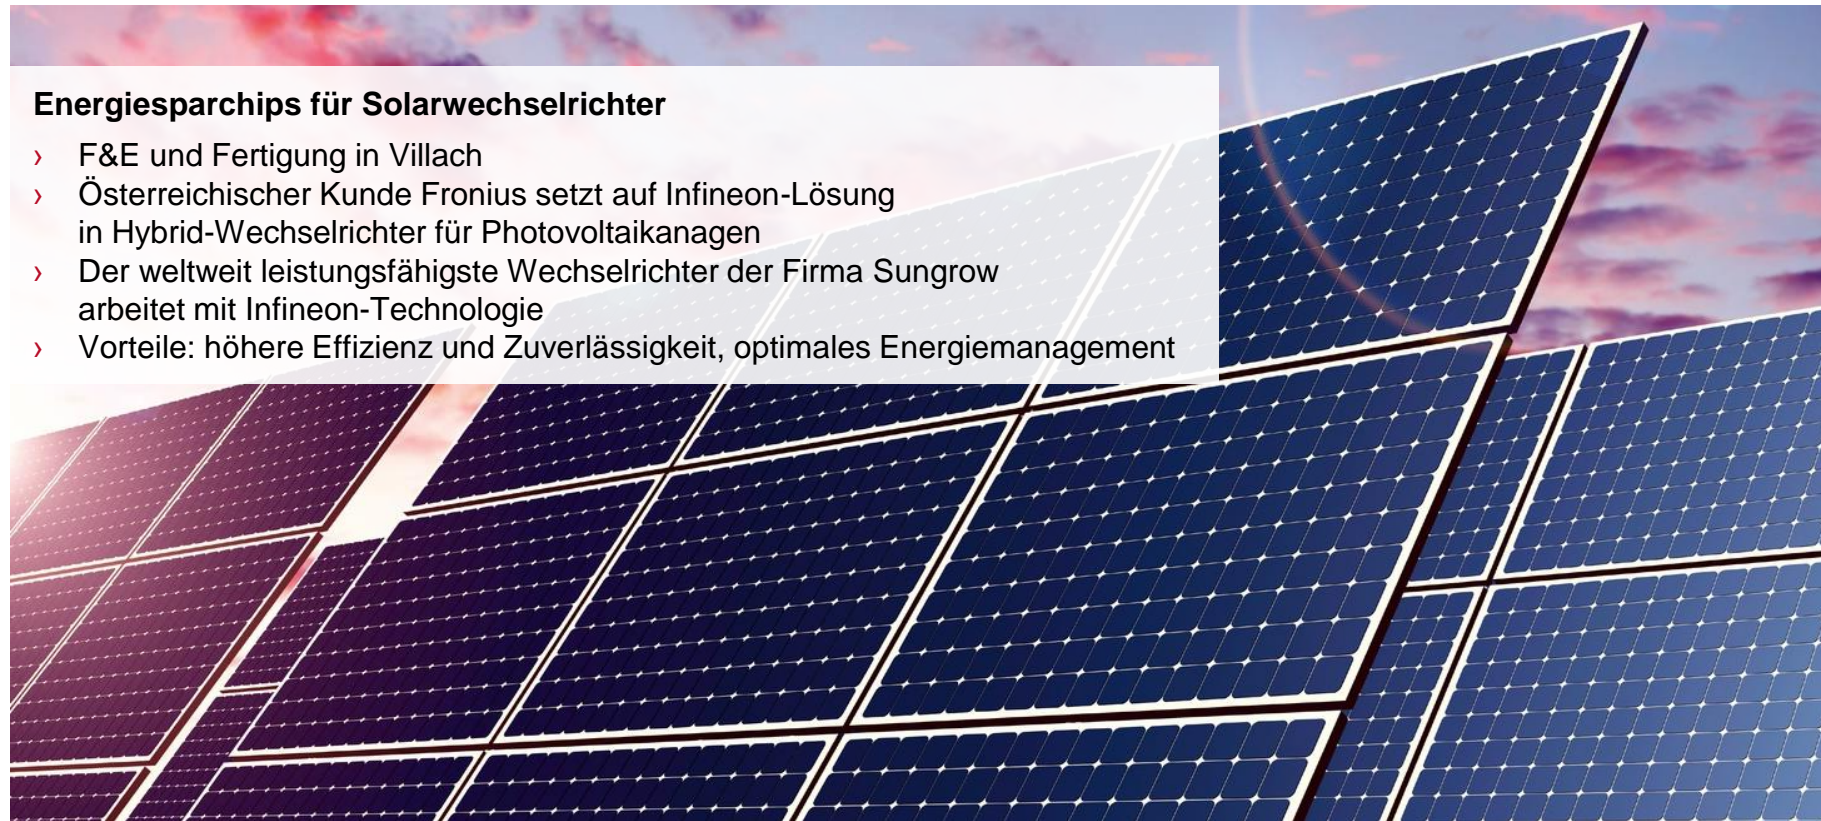 Energiesparchips für Solarwechselrichter
› F&E und Fertigung in Villach
› Österreichischer Kunde Fronius setzt auf Infineon-Lösung
in Hybrid-Wechselrichter für Photovoltaikanagen
› Der weltweit leistungsfähigste Wechselrichter der Firma Sungrow
arbeitet mit Infineon-Technologie
› Vorteile: höhere Effizienz und Zuverlässigkeit, optimales Energiemanagement